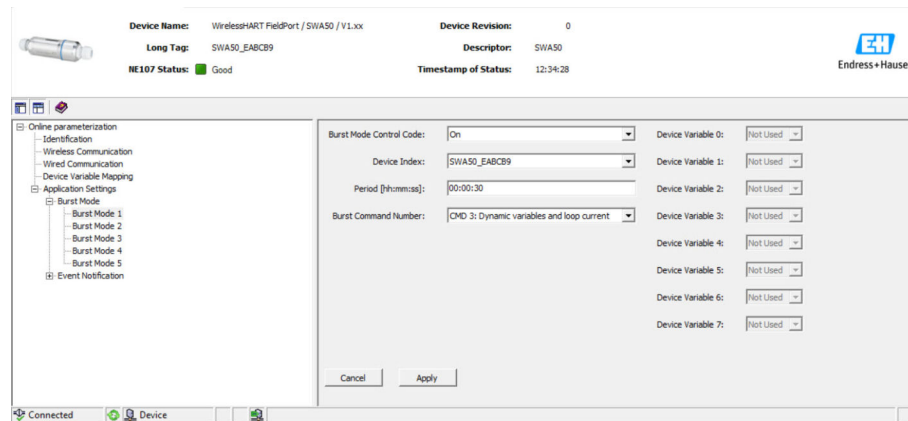 Device Name: WirelessHART FieldPort / SWA50 / V1.xx Device Revision: 0
Long Tag: SWA50_EABCB9 Descriptor: SWA50
NE107 Status: Good Timestamp of Status: 12:34:28
EH
Endress+Hause
Online parameterization
Identification
Wireless Communication
Wired Communication
Device Variable Mapping
Application Settings
Burst Mode
Burst Mode 1
Burst Mode 2
Burst Mode 3
Burst Mode 4
Burst Mode 5
Event Notification
Burst Mode Control Code: On
Device Index: SWA50_EABCB9
Period [hh:mm:ss]: 00:00:30
Burst Command Number: CMD 3: Dynamic variables and loop current
Device Variable 0: Not Used
Device Variable 1: Not Used
Device Variable 2: Not Used
Device Variable 3: Not Used
Device Variable 4: Not Used
Device Variable 5: Not Used
Device Variable 6: Not Used
Device Variable 7: Not Used
Cancel Apply
Connected Device